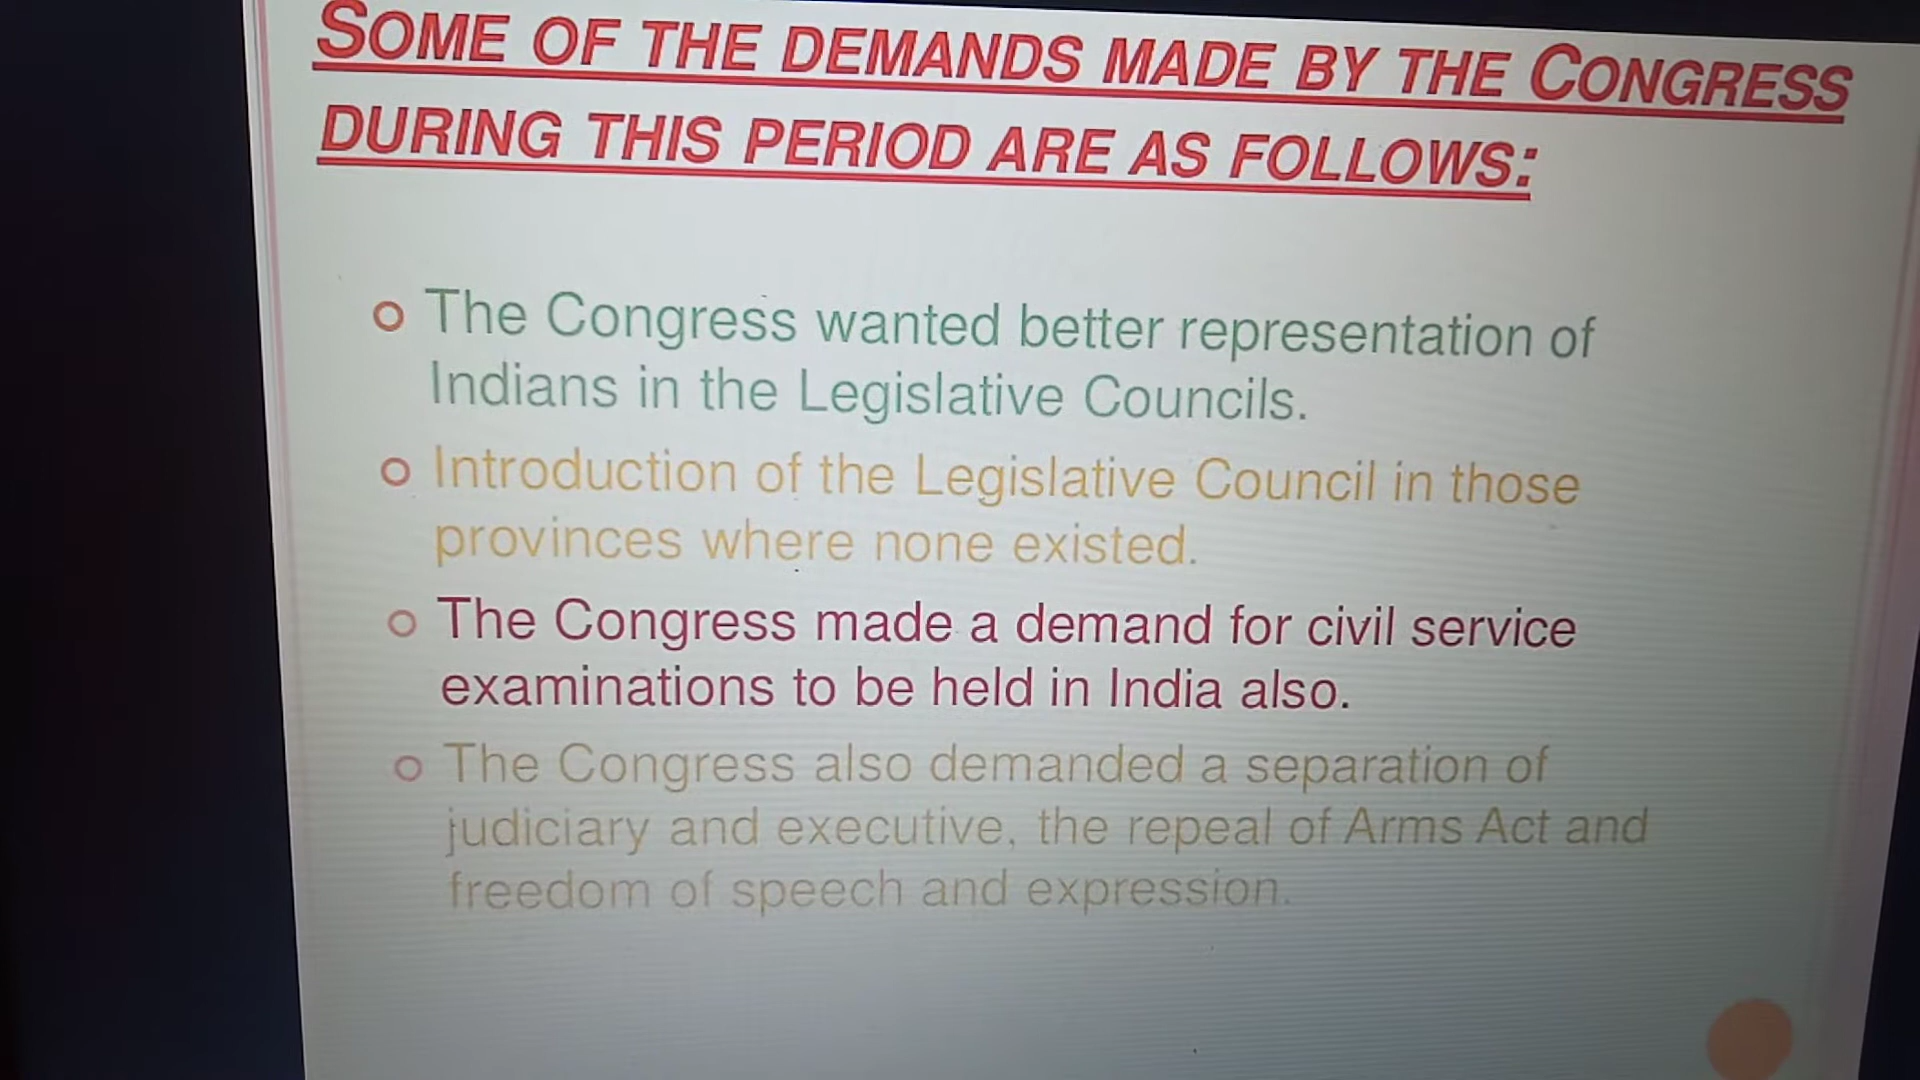 SOME OF THE DEMANDS MADE BY THE CONGRESS
DURING THIS PERIOD ARE AS FOLLOWS:
The Congress wanted better representation of
Indians in the Legislative Councils.
Introduction of the Legislative Council in those
provinces where none existed.
The Congress made a demand for civil service
examinations to be held in India also.
The Congress also demanded a separation of
judiciary and executive, the repeal of Arms Act and
freedom of speech and expression.